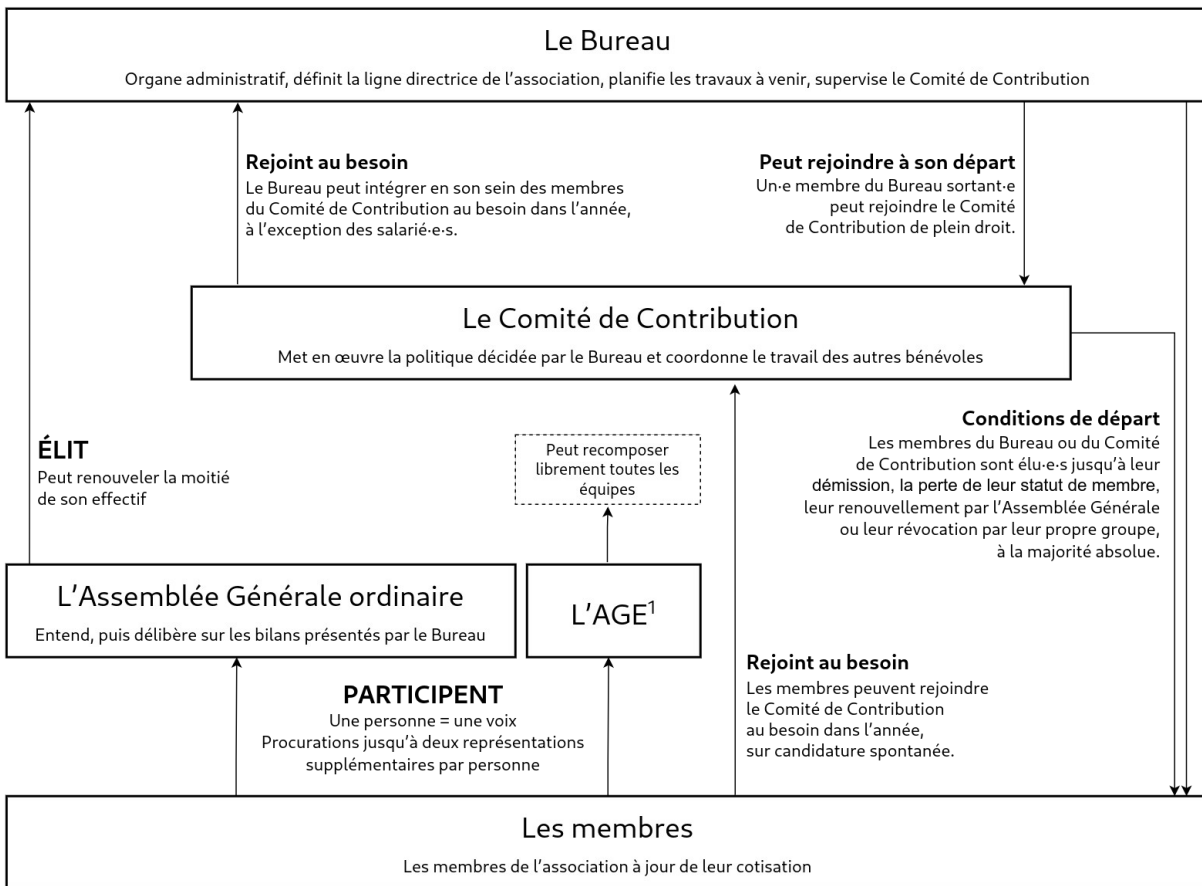 Le Bureau
Organe administratif, définit la ligne directrice de l'association, planifie les travaux à venir, supervise le Comité de Contribution
Rejoint au besoin
Le Bureau peut intégrer en son sein des membres
du Comité de Contribution au besoin dans l'année,
à l'exception des salarié·e·s.
Peut rejoindre à son départ
Un·e membre du Bureau sortant·e
peut rejoindre le Comité
de Contribution de plein droit.
Le Comité de Contribution
Met en œuvre la politique décidée par le Bureau et coordonne le travail des autres bénévoles
ÉLIT
Peut renouveler la moitié
de son effectif
Peut recomposer
librement toutes les
équipes
Conditions de départ
Les membres du Bureau ou du Comité
de Contribution sont élu·e·s jusqu'à leur
démission, la perte de leur statut de membre,
leur renouvellement par l'Assemblée Générale
ou leur révocation par leur propre groupe,
à la majorité absolue.
L'Assemblée Générale ordinaire
Entend, puis délibère sur les bilans présentés par le Bureau
L'AGE¹
PARTICIPENT
Une personne = une voix
Procurations jusqu'à deux représentations
supplémentaires par personne
Rejoint au besoin
Les membres peuvent rejoindre
le Comité de Contribution
au besoin dans l'année,
sur candidature spontanée.
Les membres
Les membres de l'association à jour de leur cotisation